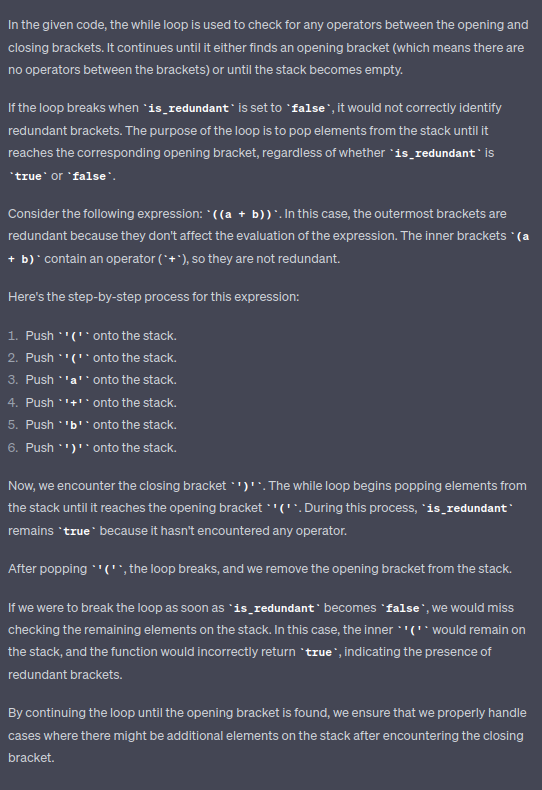 In the given code, the while loop is used to check for any operators between the opening and
closing brackets. It continues until it either finds an opening bracket (which means there are
no operators between the brackets) or until the stack becomes empty.
If the loop breaks when `is_redundant` is set to `false`, it would not correctly identify
redundant brackets. The purpose of the loop is to pop elements from the stack until it
reaches the corresponding opening bracket, regardless of whether `is_redundant` is
`true` or `false`.
Consider the following expression: `((a + b))`. In this case, the outermost brackets are
redundant because they don't affect the evaluation of the expression. The inner brackets `(a
+ b)` contain an operator (`+`), so they are not redundant.
Here's the step-by-step process for this expression:
1. Push `'('` onto the stack.
2. Push `'('` onto the stack.
3. Push `'a'` onto the stack.
4. Push `'+'` onto the stack.
5. Push `'b'` onto the stack.
6. Push `')'` onto the stack.
Now, we encounter the closing bracket `')'`. The while loop begins popping elements from
the stack until it reaches the opening bracket `'('`. During this process, `is_redundant`
remains `true` because it hasn't encountered any operator.
After popping `'('`, the loop breaks, and we remove the opening bracket from the stack.
If we were to break the loop as soon as `is_redundant` becomes `false`, we would miss
checking the remaining elements on the stack. In this case, the inner `'('` would remain on
the stack, and the function would incorrectly return `true`, indicating the presence of
redundant brackets.
By continuing the loop until the opening bracket is found, we ensure that we properly handle
cases where there might be additional elements on the stack after encountering the closing
bracket.